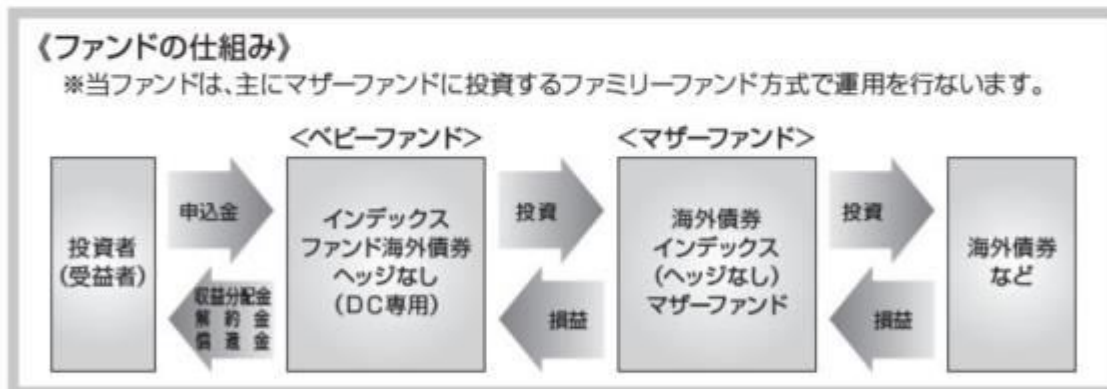 《ファンドの仕組み》
※当ファンドは、主にマザーファンドに投資するファミリーファンド方式で運用を行ないます。
<ベビーファンド>
<マザーファンド>
投資者
(受益者)
申込金
収益分配金
解約金
償還金
インデックス
ファンド海外債券
ヘッジなし
(DC専用)
投資
損益
海外債券
インデックス
(ヘッジなし)
マザーファンド
投資
損益
海外債券
など